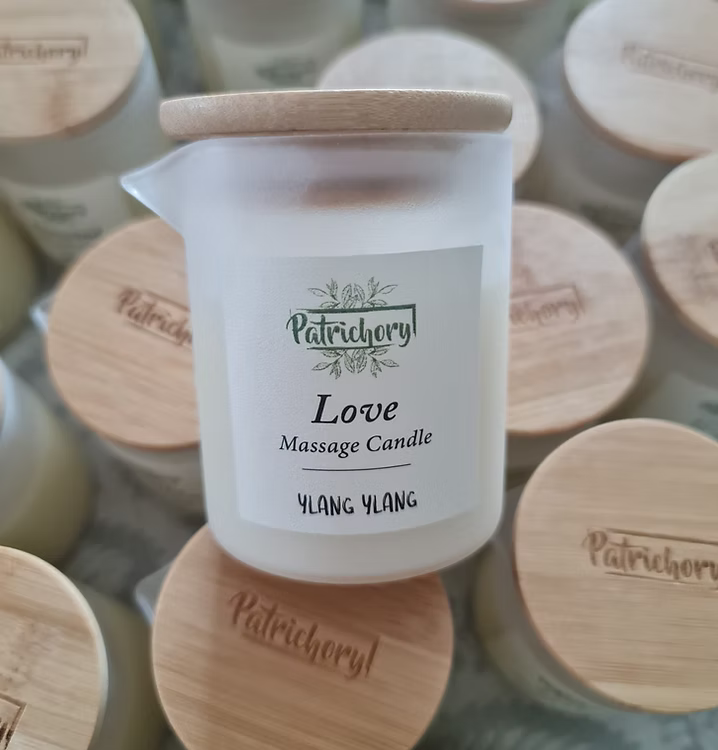 Patrichory
Patrichory
Patrichory
Love
Massage Candle
YLANG YLANG
Patrichory
Patrichory